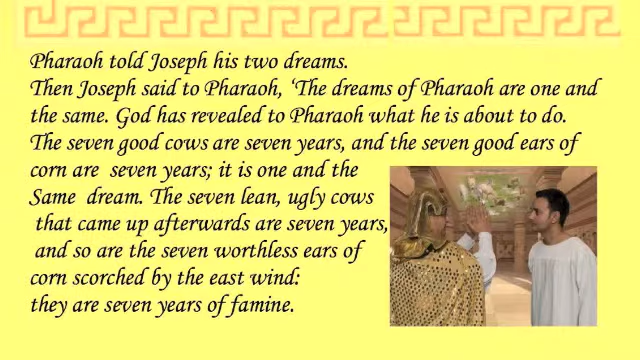 Pharaoh told Joseph his two dreams.
Then Joseph said to Pharaoh, ‘The dreams of Pharaoh are one and
the same. God has revealed to Pharaoh what he is about to do.
The seven good cows are seven years, and the seven good ears of
corn are  seven years; it is one and the
Same  dream. The seven lean, ugly cows
that came up afterwards are seven years,
and so are the seven worthless ears of
corn scorched by the east wind:
they are seven years of famine.